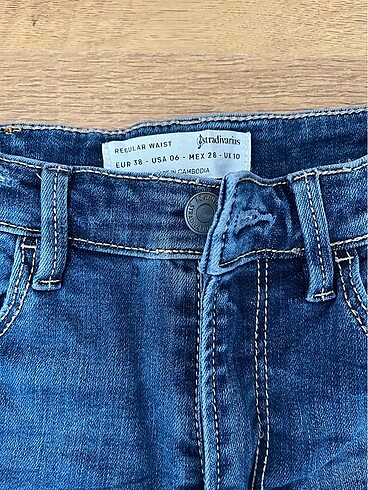 REGULAR WAIST stradivarius
EUR 38 - USA 06 - MEX 28 - UK 10
IN CAMBODIA